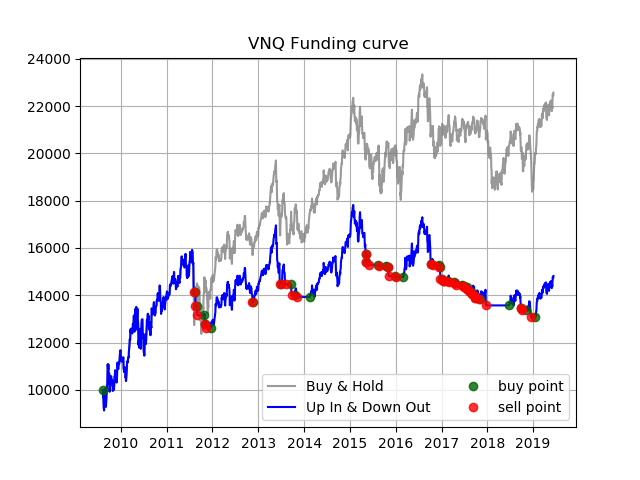 VNQ Funding curve
24000
22000
20000
18000
16000
14000
12000
10000
Buy & Hold
Up In & Down Out
buy point
sell point
2010 2011 2012 2013 2014 2015 2016 2017 2018 2019